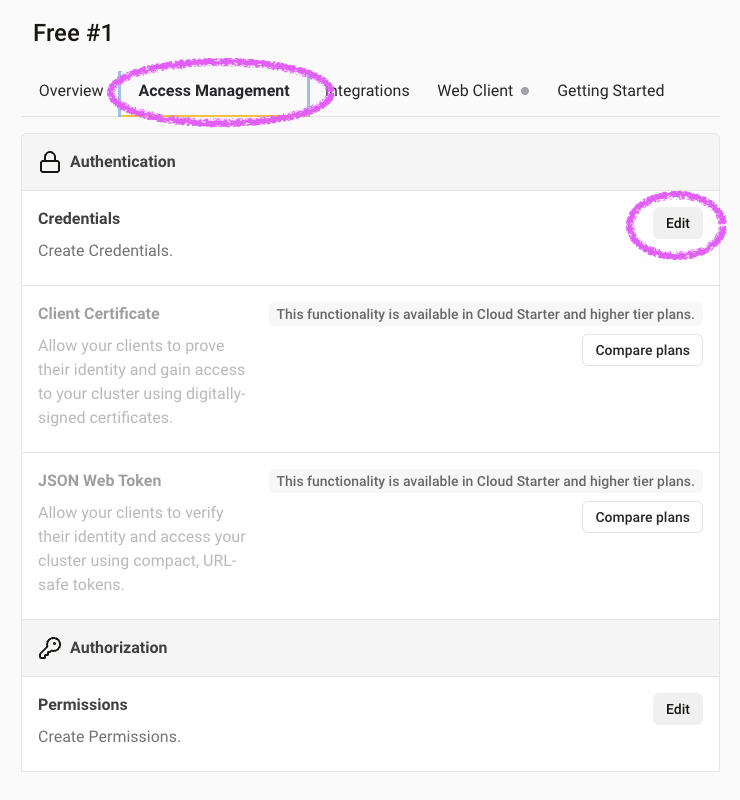 Free #1
Overview Access Management Integrations Web Client Getting Started
Authentication
Credentials
Edit
Create Credentials.
Client Certificate
This functionality is available in Cloud Starter and higher tier plans.
Allow your clients to prove
their identity and gain access
to your cluster using digitally-
signed certificates.
Compare plans
JSON Web Token
This functionality is available in Cloud Starter and higher tier plans.
Allow your clients to verify
their identity and access your
cluster using compact, URL-
safe tokens.
Compare plans
Authorization
Permissions
Edit
Create Permissions.